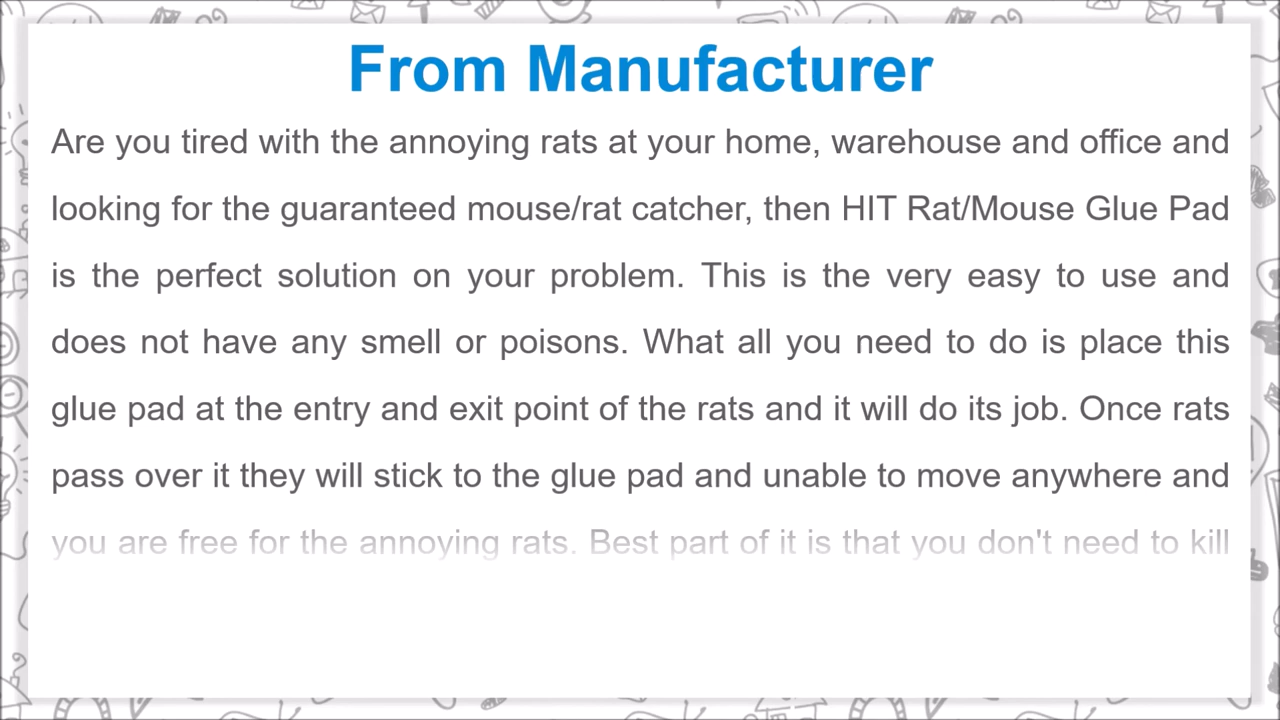 From Manufacturer
Are you tired with the annoying rats at your home, warehouse and office and
looking for the guaranteed mouse/rat catcher, then HIT Rat/Mouse Glue Pad
is the perfect solution on your problem. This is the very easy to use and
does not have any smell or poisons. What all you need to do is place this
glue pad at the entry and exit point of the rats and it will do its job. Once rats
pass over it they will stick to the glue pad and unable to move anywhere and
you are free for the annoying rats. Best part of it is that you don't need to kill